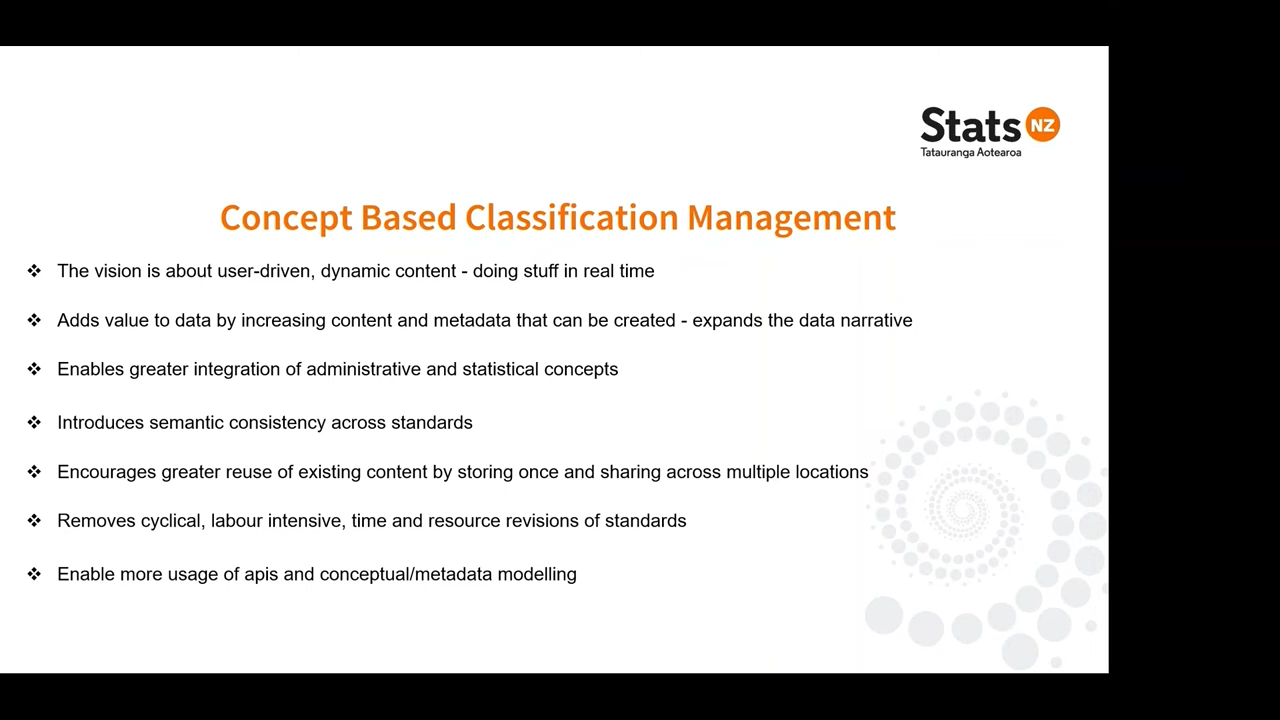 Stats NZ
Tatauranga Aotearoa
Concept Based Classification Management
❖ The vision is about user-driven, dynamic content - doing stuff in real time
❖ Adds value to data by increasing content and metadata that can be created - expands the data narrative
❖ Enables greater integration of administrative and statistical concepts
❖ Introduces semantic consistency across standards
❖ Encourages greater reuse of existing content by storing once and sharing across multiple locations
❖ Removes cyclical, labour intensive, time and resource revisions of standards
❖ Enable more usage of apis and conceptual/metadata modelling